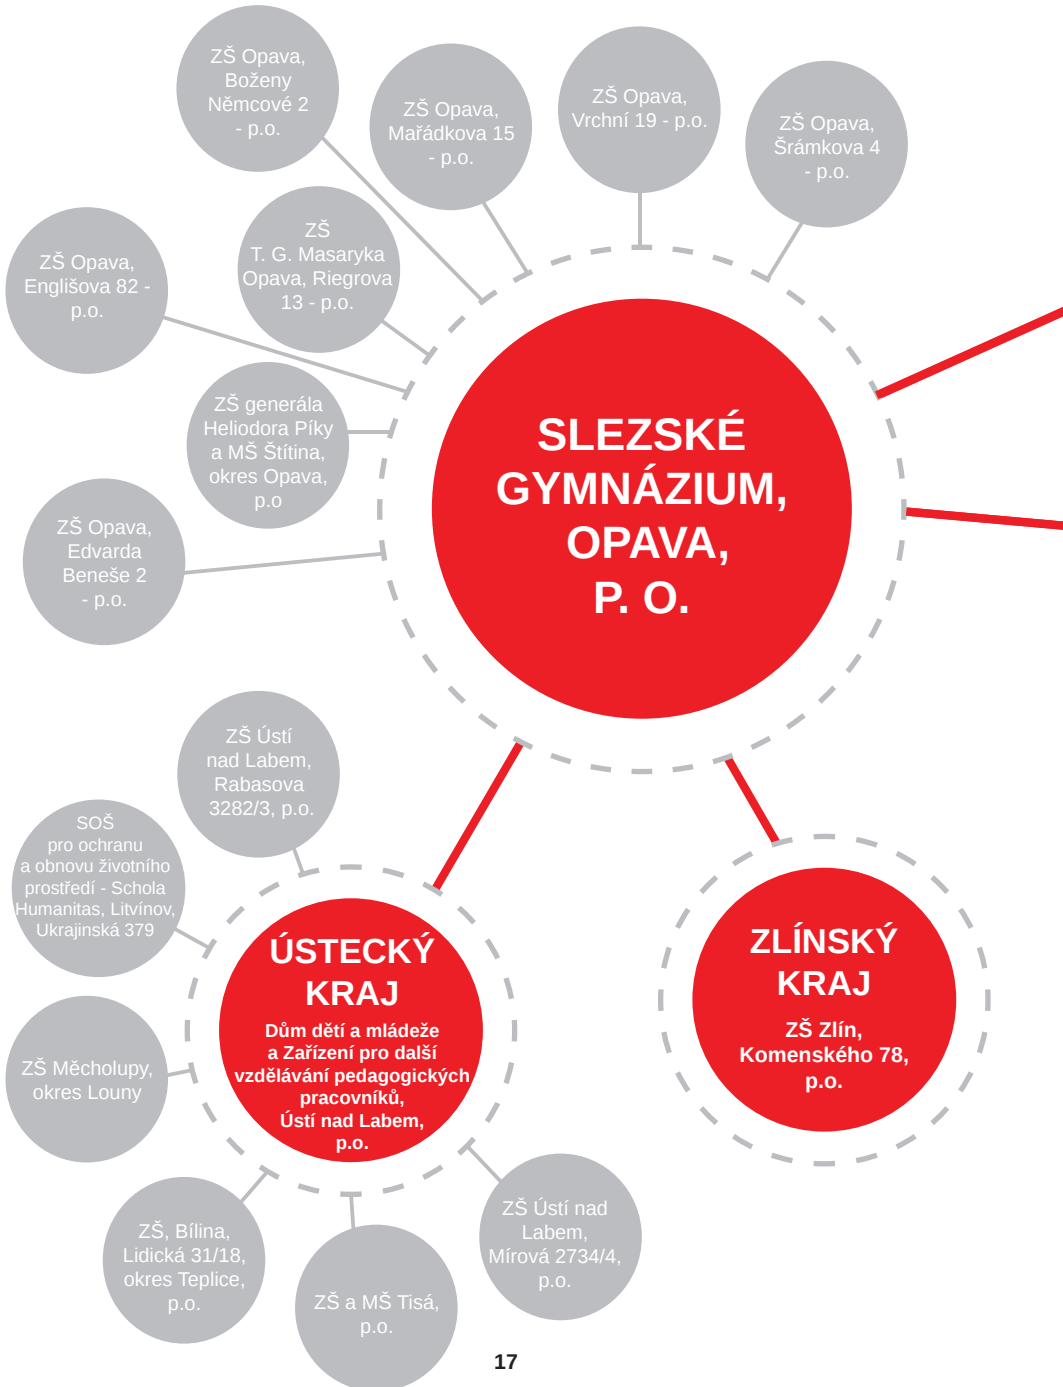 ZŠ Opava,
Boženy
Němcové 2
- p.o.
ZŠ Opava,
Mařádkova 15
- p.o.
ZŠ Opava,
Vrchní 19 - p.o.
ZŠ Opava,
Šrámkova 4
- p.o.
ZŠ
T. G. Masaryka
Opava, Riegrova
13 - p.o.
ZŠ Opava,
Englišova 82 -
p.o.
ZŠ generála
Heliodora Píky
a MŠ Štítina,
okres Opava,
p.o
ZŠ Opava,
Edvarda
Beneše 2
- p.o.
SLEZSKÉ
GYMNÁZIUM,
OPAVA,
P. O.
ZŠ Ústí
nad Labem,
Rabasova
3282/3, p.o.
SOŠ
pro ochranu
a obnovu životního
prostředí - Schola
Humanitas, Litvínov,
Ukrajinská 379
ZŠ Měcholupy,
okres Louny
ÚSTECKÝ
KRAJ
Dům dětí a mládeže
a Zařízení pro další
vzdělávání pedagogických
pracovníků,
Ústí nad Labem,
p.o.
ZLÍNSKÝ
KRAJ
ZŠ Zlín,
Komenského 78,
p.o.
ZŠ, Bílina,
Lidická 31/18,
okres Teplice,
p.o.
ZŠ a MŠ Tisá,
p.o.
ZŠ Ústí nad
Labem,
Mírová 2734/4,
p.o.
17